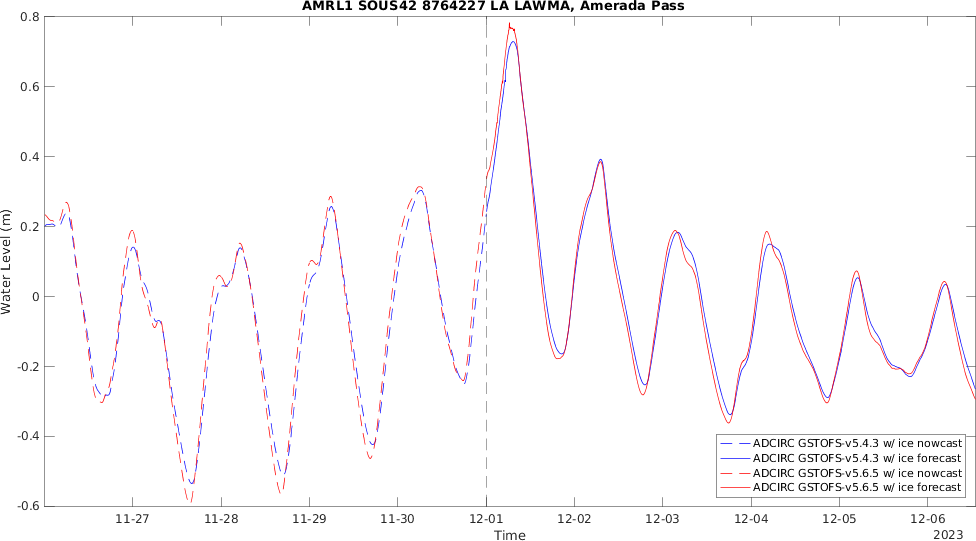 AMRL1 SOUS42 8764227 LA LAWMA, Amerada Pass
0.8
0.6
0.4
0.2
0
-0.2
-0.4
-0.6
Water Level (m)
ADCIRC GSTOFS-v5.4.3 w/ ice nowcast
ADCIRC GSTOFS-v5.4.3 w/ ice forecast
ADCIRC GSTOFS-v5.6.5 w/ ice nowcast
ADCIRC GSTOFS-v5.6.5 w/ ice forecast
11-27 11-28 11-29 11-30 12-01 12-02 12-03 12-04 12-05 12-06
Time
2023